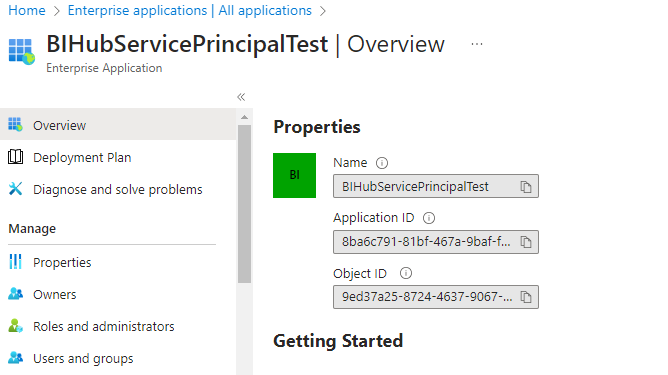 Home > Enterprise applications | All applications >
BIHubServicePrincipalTest | Overview ...
Enterprise Application
«
Overview
Deployment Plan
Diagnose and solve problems
Manage
Properties
Owners
Roles and administrators
Users and groups
Properties
BI
Name
BIHubServicePrincipalTest
Application ID
8ba6c791-81bf-467a-9baf-f...
Object ID
9ed37a25-8724-4637-9067-...
Getting Started